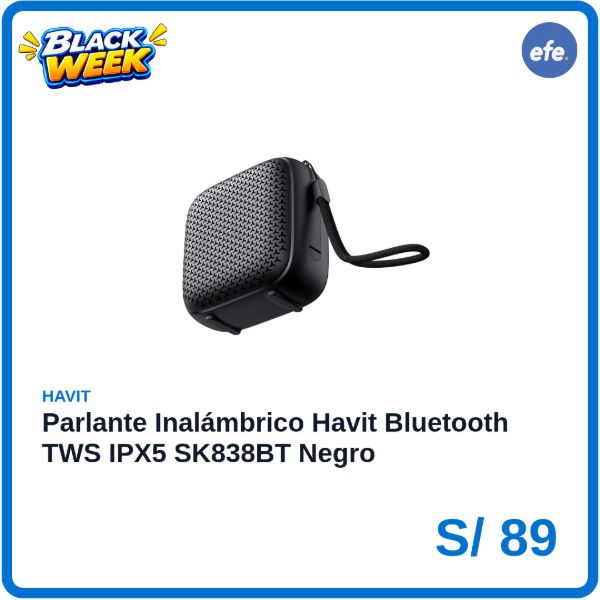 BLACK
WEEK
efe.
HAVIT
Parlante Inalámbrico Havit Bluetooth
TWS IPX5 SK838BT Negro
S/ 89